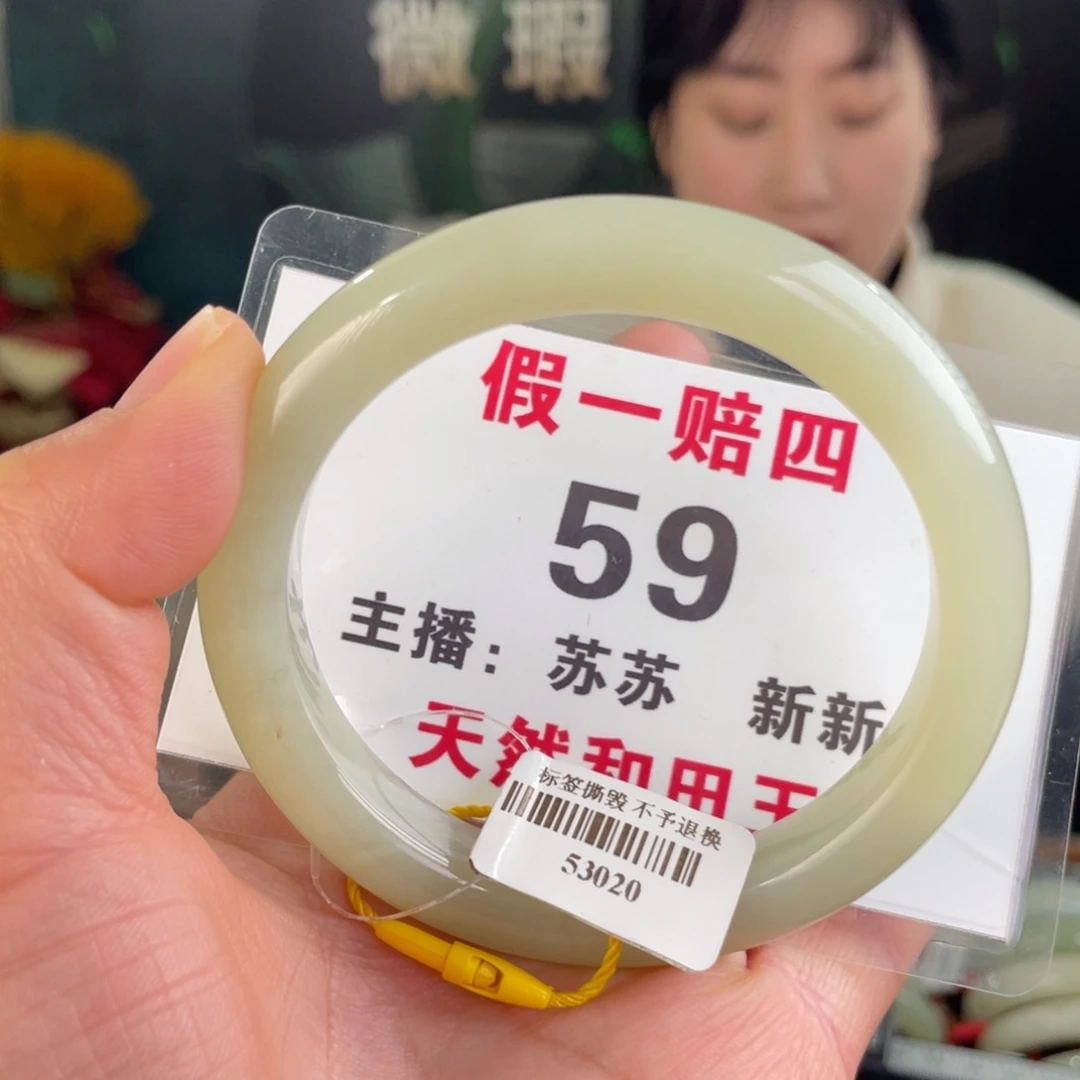 微瑕
假一赔四
59
主播：苏苏 新新
天然和田玉
标签撕毁 不予退换
53020